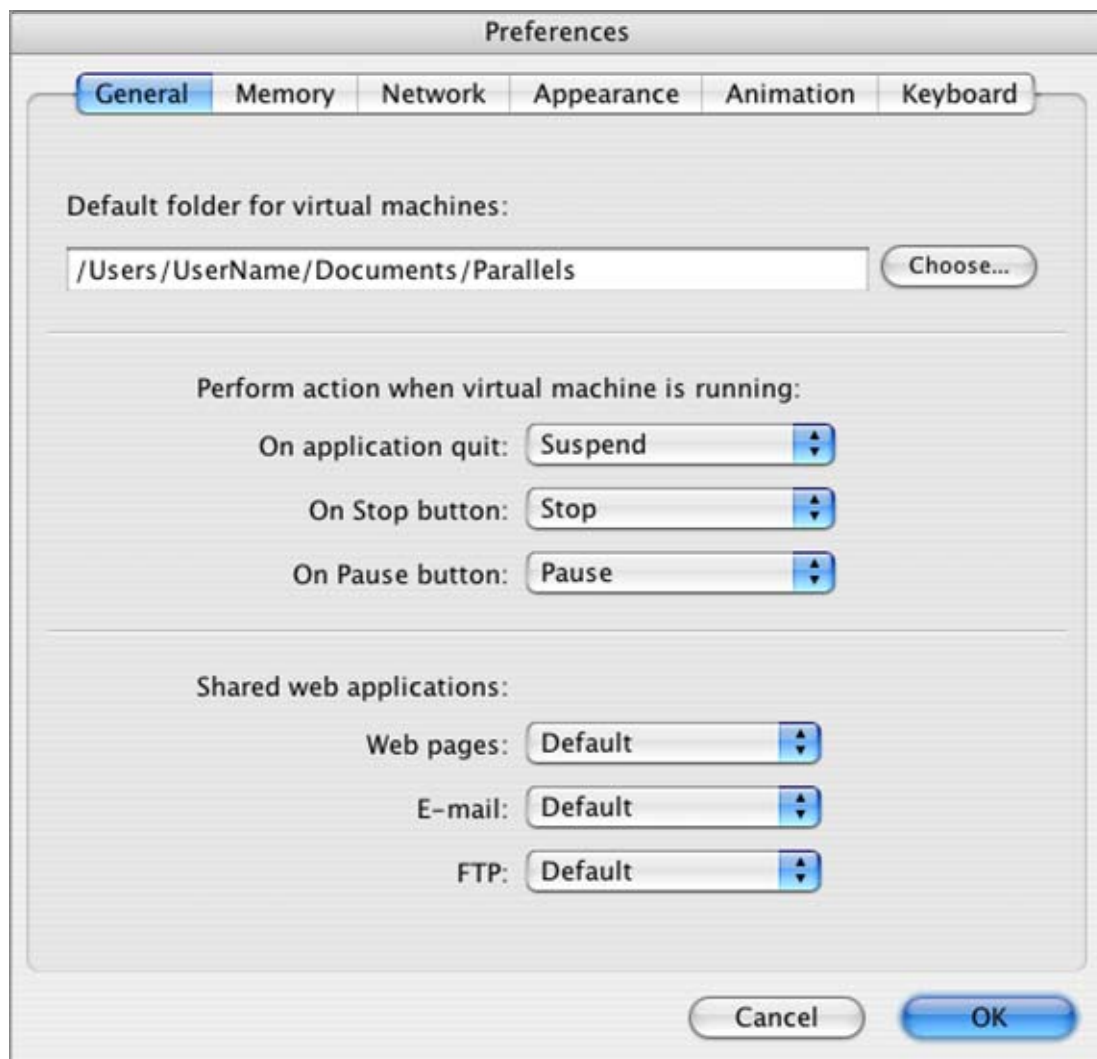 Preferences
General Memory Network Appearance Animation Keyboard
Default folder for virtual machines:
/Users/UserName/Documents/Parallels Choose...
Perform action when virtual machine is running:
On application quit: Suspend
On Stop button: Stop
On Pause button: Pause
Shared web applications:
Web pages: Default
E-mail: Default
FTP: Default
Cancel OK